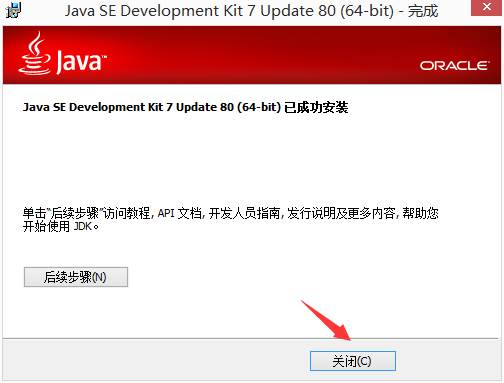 Java SE Development Kit 7 Update 80 (64-bit) - 完成
Java™
ORACLE
Java SE Development Kit 7 Update 80 (64-bit) 已成功安装
单击“后续步骤”访问教程, API 文档, 开发人员指南, 发行说明及更多内容, 帮助您
开始使用 JDK。
后续步骤(N)
关闭(C)